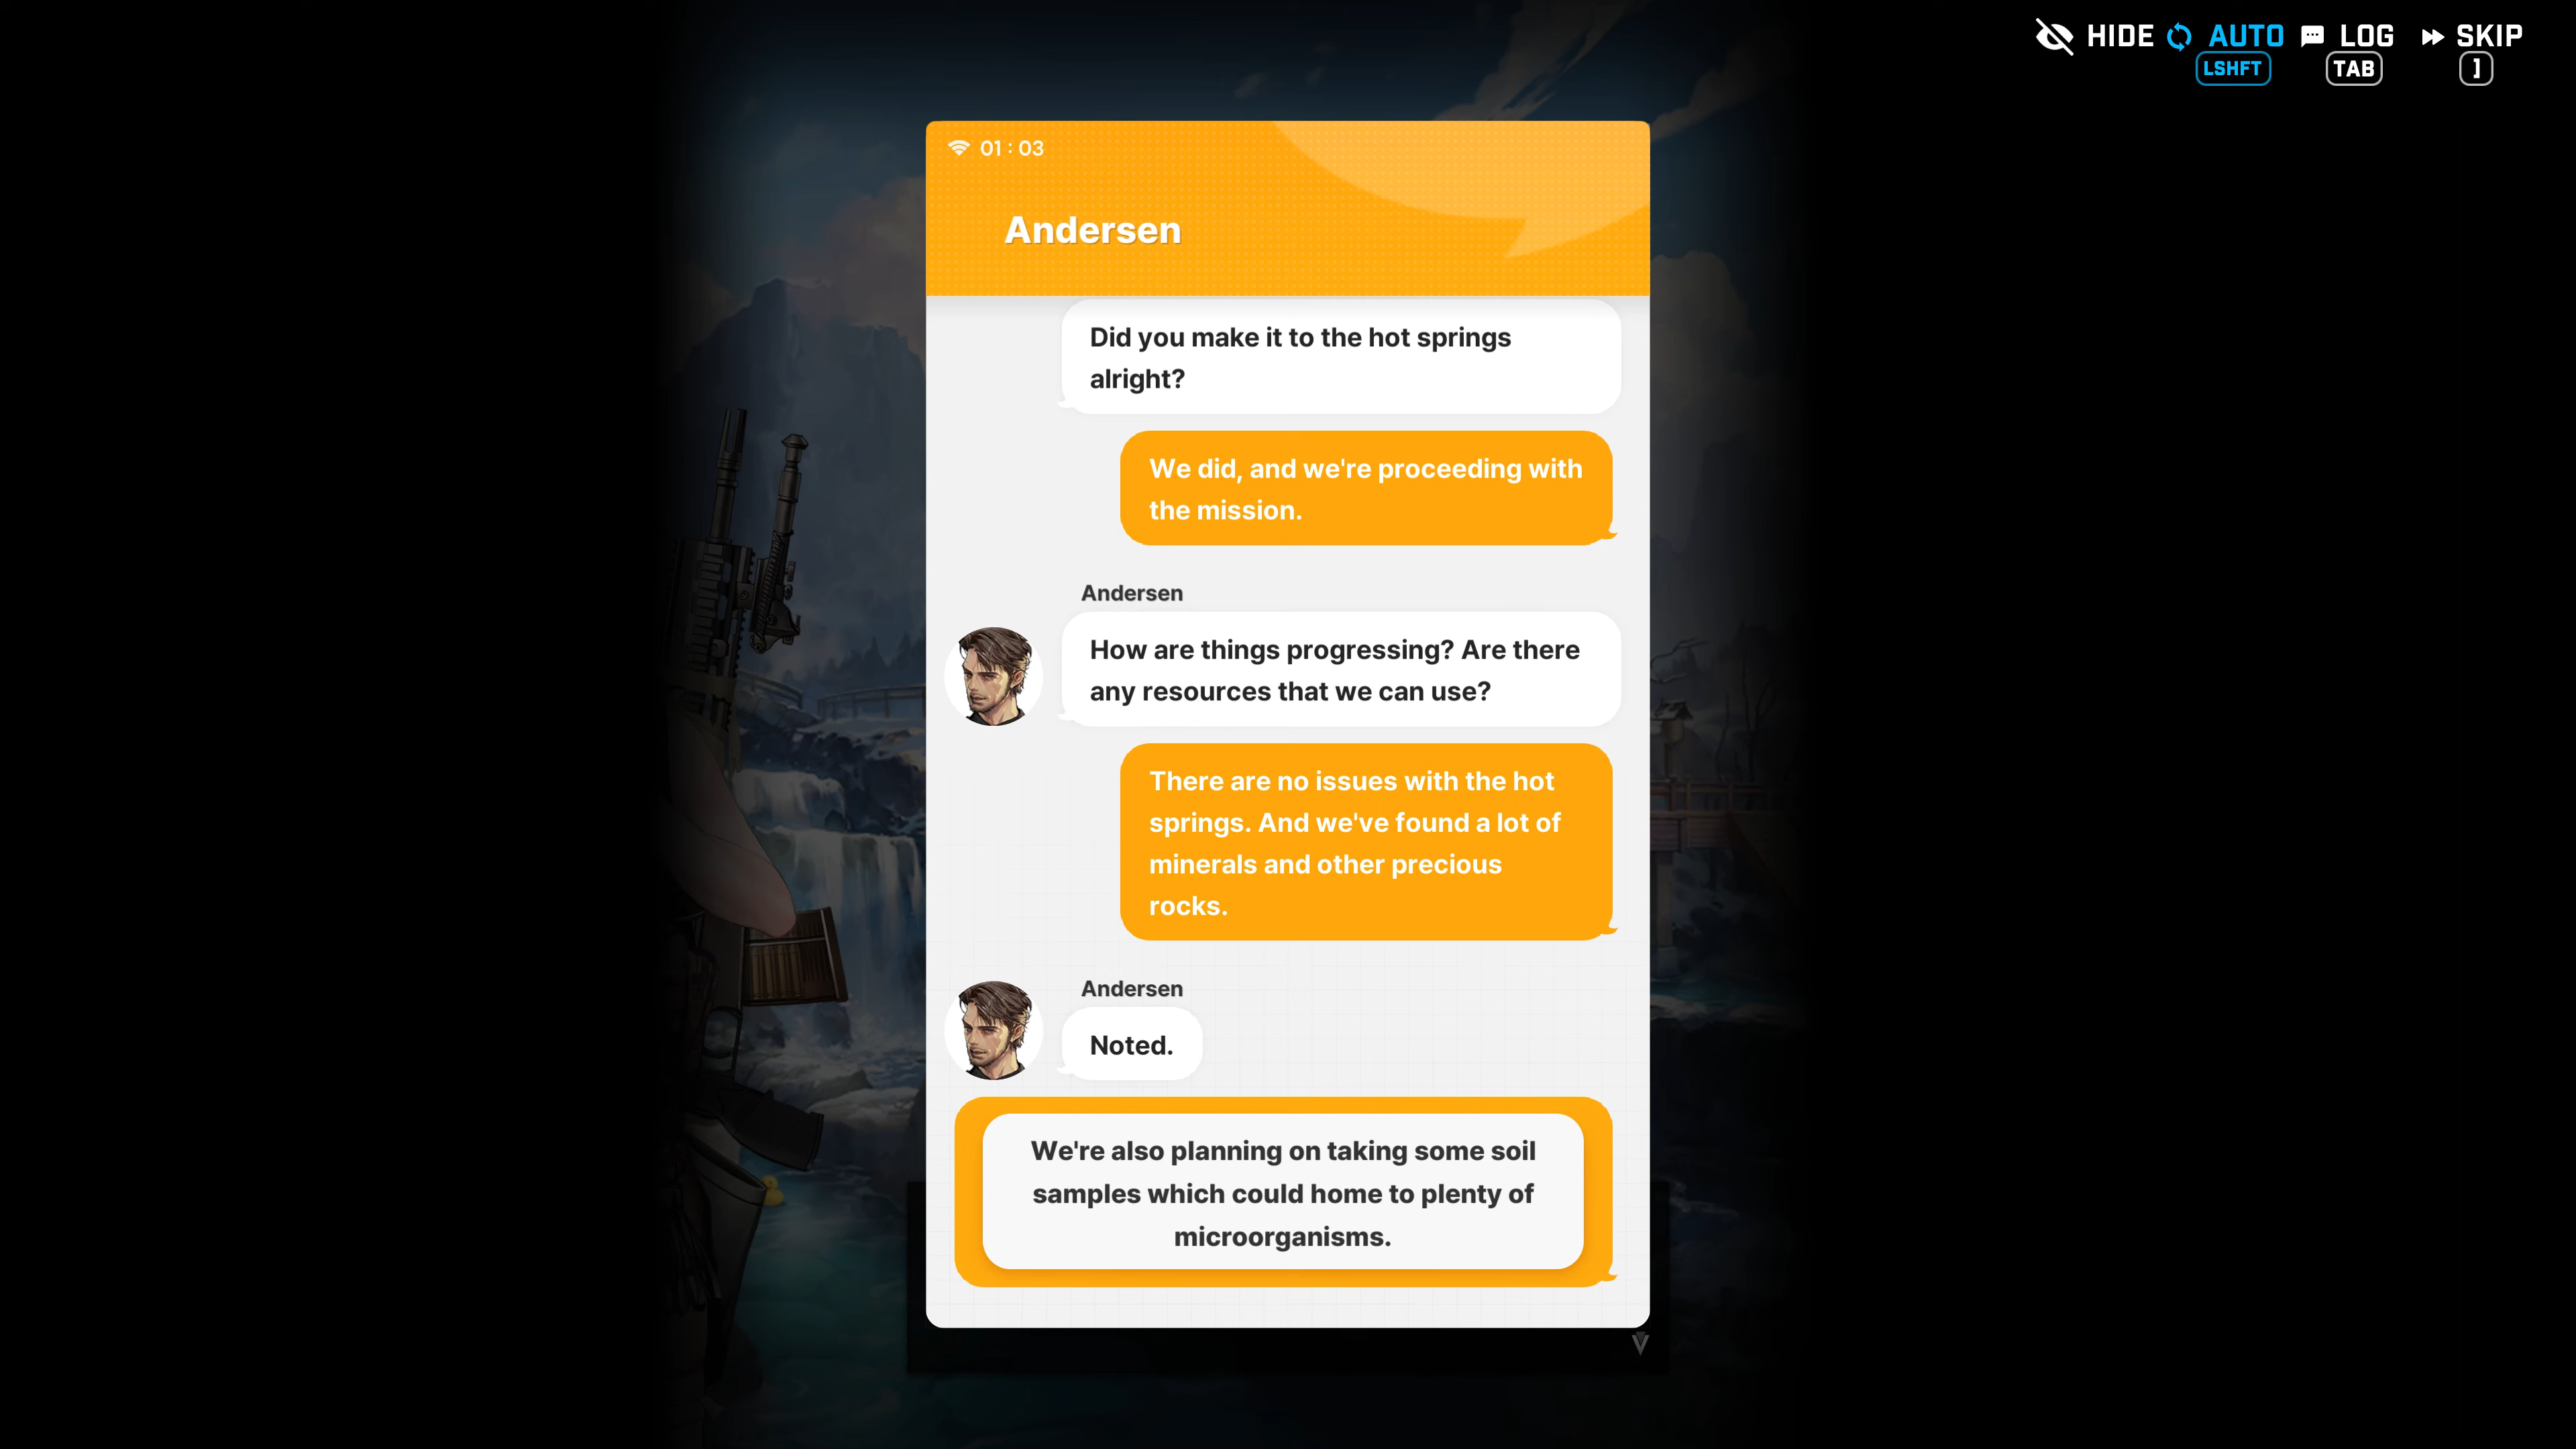 HIDE AUTO LOG SKIP
LSHFT TAB ]
01 : 03
Andersen
Did you make it to the hot springs
alright?
We did, and we're proceeding with
the mission.
Andersen
How are things progressing? Are there
any resources that we can use?
There are no issues with the hot
springs. And we've found a lot of
minerals and other precious
rocks.
Andersen
Noted.
We're also planning on taking some soil
samples which could home to plenty of
microorganisms.